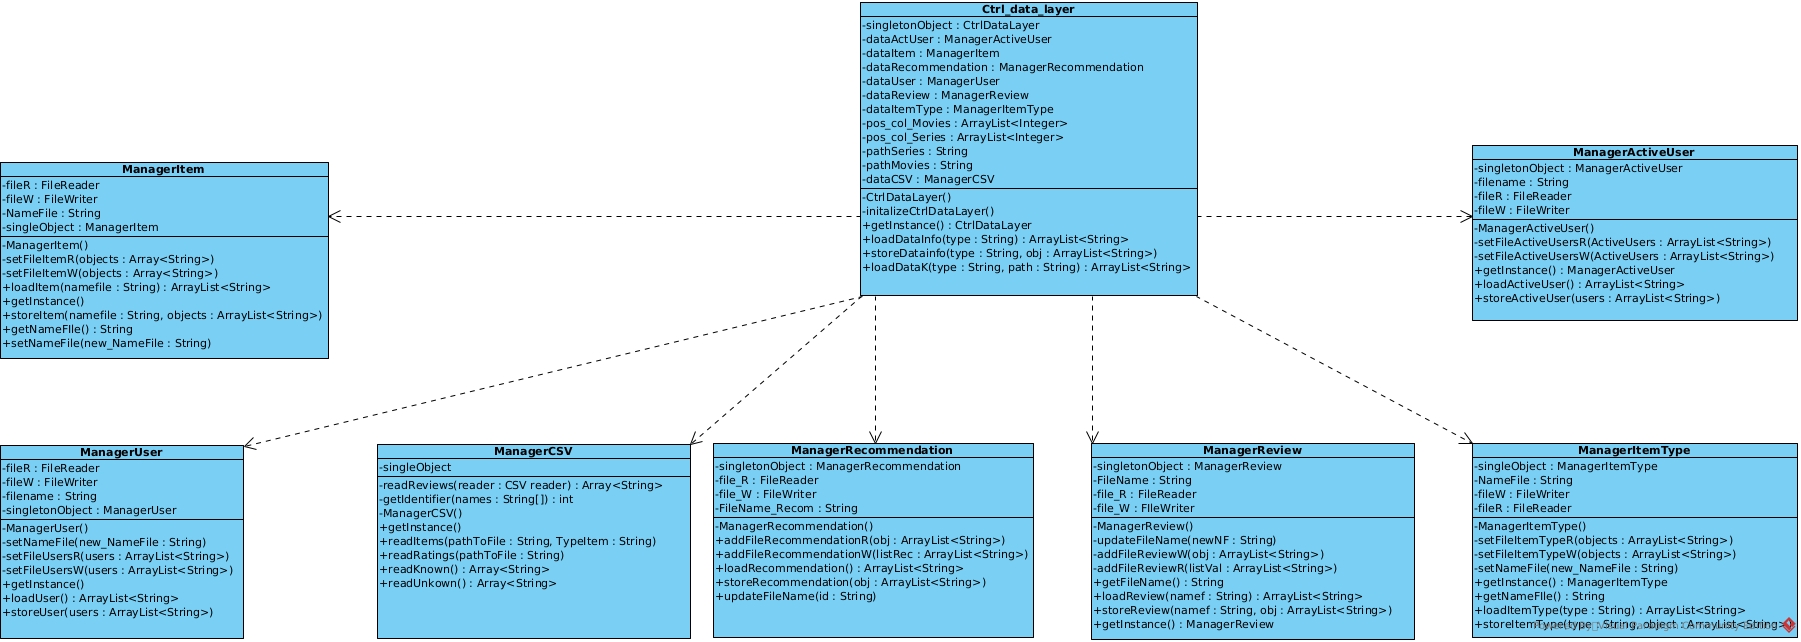 Ctrl_data_layer
-singletonObject : CtrlDataLayer
-dataActUser : ManagerActiveUser
-dataItem : ManagerItem
-dataRecommendation : ManagerRecommendation
-dataUser : ManagerUser
-dataReview : ManagerReview
-dataItemType : ManagerItemType
-pos_col_Movies : ArrayList<Integer>
-pos_col_Series : ArrayList<Integer>
-pathSeries : String
-pathMovies : String
-dataCSV : ManagerCSV
-CtrlDataLayer()
-initalizeCtrlDataLayer()
+getInstance() : CtrlDataLayer
+loadDataInfo(type : String) : ArrayList<String>
+storeDatainfo(type : String, obj : ArrayList<String>)
+loadDataK(type : String, path : String) : ArrayList<String>
ManagerItem
-fileR : FileReader
-fileW : FileWriter
-NameFile : String
-singleObject : ManagerItem
-ManagerItem()
-setFileItemR(objects : Array<String>)
-setFileItemW(objects : Array<String>)
+loadItem(namefile : String) : ArrayList<String>
+getInstance()
+storeItem(namefile : String, objects : ArrayList<String>)
+getNameFIle() : String
+setNameFile(new_NameFile : String)
ManagerActiveUser
-singletonObject : ManagerActiveUser
-filename : String
-fileR : FileReader
-fileW : FileWriter
-ManagerActiveUser()
-setFileActiveUsersR(ActiveUsers : ArrayList<String>)
-setFileActiveUsersW(ActiveUsers : ArrayList<String>)
+getInstance() : ManagerActiveUser
+loadActiveUser() : ArrayList<String>
+storeActiveUser(users : ArrayList<String>)
ManagerUser
-fileR : FileReader
-fileW : FileWriter
-filename : String
-singletonObject : ManagerUser
-ManagerUser()
-setNameFile(new_NameFile : String)
-setFileUsersR(users : ArrayList<String>)
-setFileUsersW(users : ArrayList<String>)
+getInstance()
+loadUser() : ArrayList<String>
+storeUser(users : ArrayList<String>)
ManagerCSV
-singleObject
-readReviews(reader : CSV reader) : Array<String>
-getIdentifier(names : String[]) : int
-ManagerCSV()
+getInstance()
+readItems(pathToFile : String, TypeItem : String)
+readRatings(pathToFile : String)
+readKnown() : Array<String>
+readUnkown() : Array<String>
ManagerRecommendation
-singletonObject : ManagerRecommendation
-file_R : FileReader
-file_W : FileWriter
-FileName_Recom : String
-ManagerRecommendation()
+addFileRecommendationR(obj : ArrayList<String>)
+addFileRecommendationW(listRec : ArrayList<String>)
+loadRecommendation() : ArrayList<String>
+storeRecommendation(obj : ArrayList<String>)
+updateFileName(id : String)
ManagerReview
-singletonObject : ManagerReview
-FileName : String
-file_R : FileReader
-file_W : FIleWriter
-ManagerReview()
-updateFileName(newNF : String)
-addFileReviewW(obj : ArrayList<String>)
-addFileReviewR(listVal : ArrayList<String>)
+getFileName() : String
+loadReview(namef : String) : ArrayList<String>
+storeReview(namef : String, obj : ArrayList<String>)
+getInstance() : ManagerReview
ManagerItemType
-singleObject : ManagerItemType
-NameFile : String
-fileW : FileWriter
-fileR : FileReader
-ManagerItemType()
-setFileItemTypeR(objects : ArrayList<String>)
-setFileItemTypeW(objects : ArrayList<String>)
-setNameFile(new_NameFile : String)
+getInstance() : ManagerItemType
+getNameFIle() : String
+loadItemType(type : String) : ArrayList<String>
+storeItemType(type : String, object : ArrayList<String>)